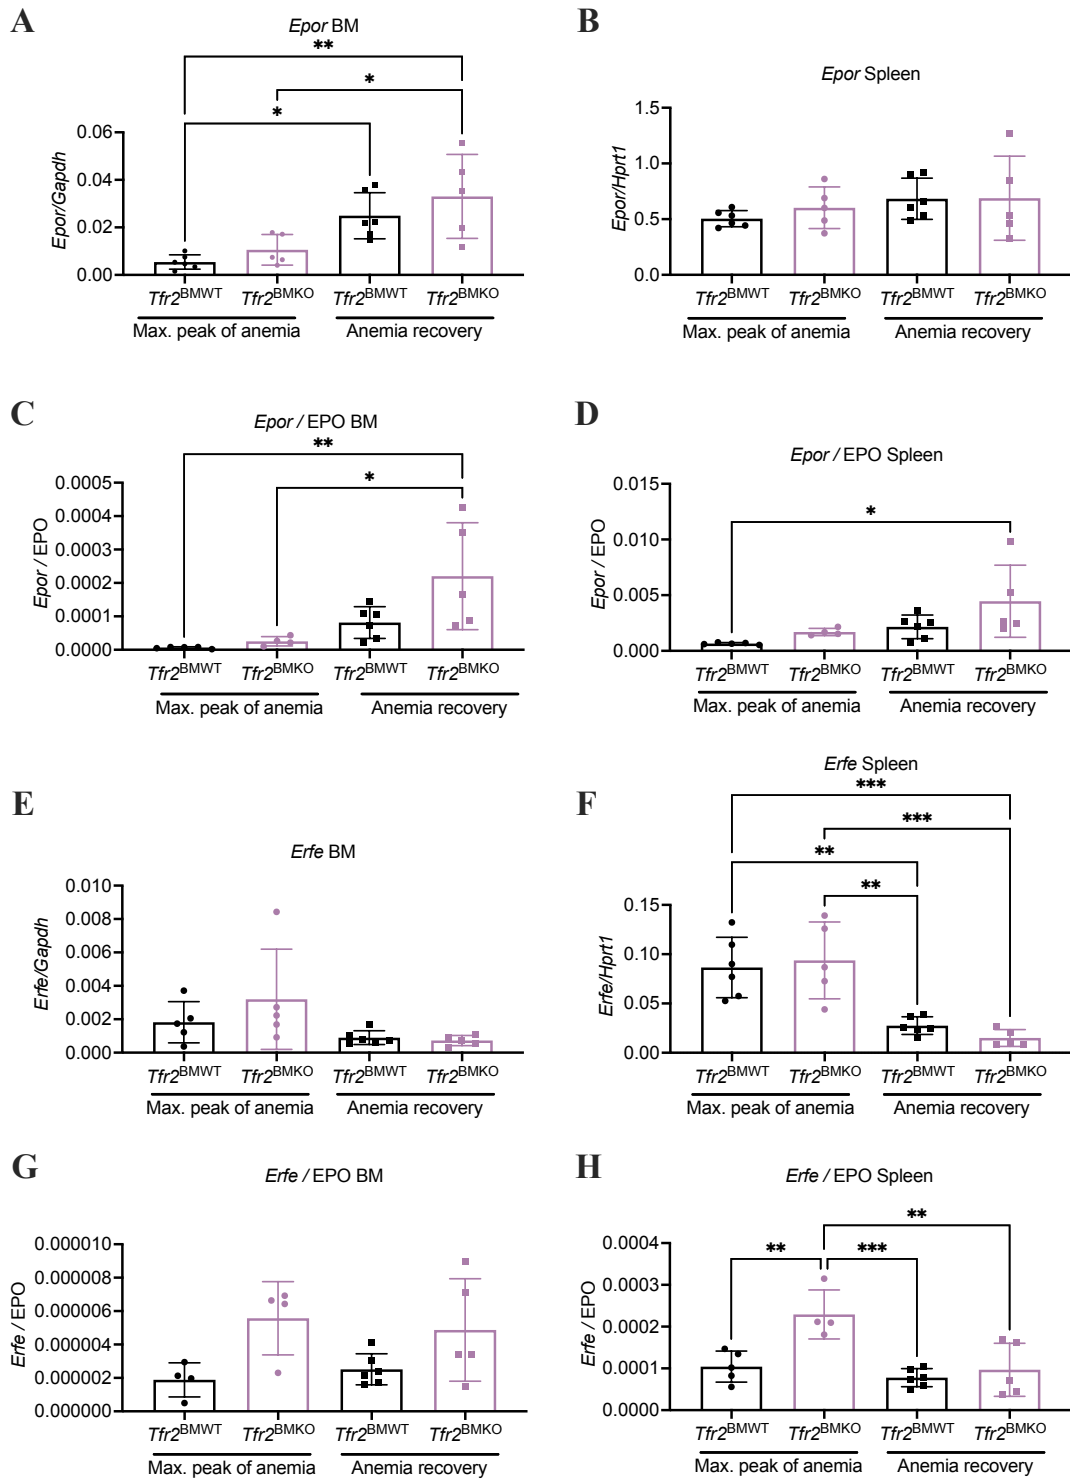 A
Epor BM
**
*
*
Epor/Gapdh
0.06
0.04
0.02
0.00
Tfr2BMWT Tfr2BMKO Tfr2BMWT Tfr2BMKO
Max. peak of anemia Anemia recovery
B
Epor Spleen
Epor/Hprt1
1.5
1.0
0.5
0.0
Tfr2BMWT Tfr2BMKO Tfr2BMWT Tfr2BMKO
Max. peak of anemia Anemia recovery
C
Epor / EPO BM
**
*
Epor / EPO
0.0005
0.0004
0.0003
0.0002
0.0001
0.0000
Tfr2BMWT Tfr2BMKO Tfr2BMWT Tfr2BMKO
Max. peak of anemia Anemia recovery
D
Epor / EPO Spleen
*
Epor / EPO
0.015
0.010
0.005
0.000
Tfr2BMWT Tfr2BMKO Tfr2BMWT Tfr2BMKO
Max. peak of anemia Anemia recovery
E
Erfe BM
Erfe/Gapdh
0.010
0.008
0.006
0.004
0.002
0.000
Tfr2BMWT Tfr2BMKO Tfr2BMWT Tfr2BMKO
Max. peak of anemia Anemia recovery
F
Erfe Spleen
***
***
**
**
Erfe/Hprt1
0.15
0.10
0.05
0.00
Tfr2BMWT Tfr2BMKO Tfr2BMWT Tfr2BMKO
Max. peak of anemia Anemia recovery
G
Erfe / EPO BM
Erfe / EPO
0.000010
0.000008
0.000006
0.000004
0.000002
0.000000
Tfr2BMWT Tfr2BMKO Tfr2BMWT Tfr2BMKO
Max. peak of anemia Anemia recovery
H
Erfe / EPO Spleen
**
** ***
Erfe / EPO
0.0004
0.0003
0.0002
0.0001
0.0000
Tfr2BMWT Tfr2BMKO Tfr2BMWT Tfr2BMKO
Max. peak of anemia Anemia recovery